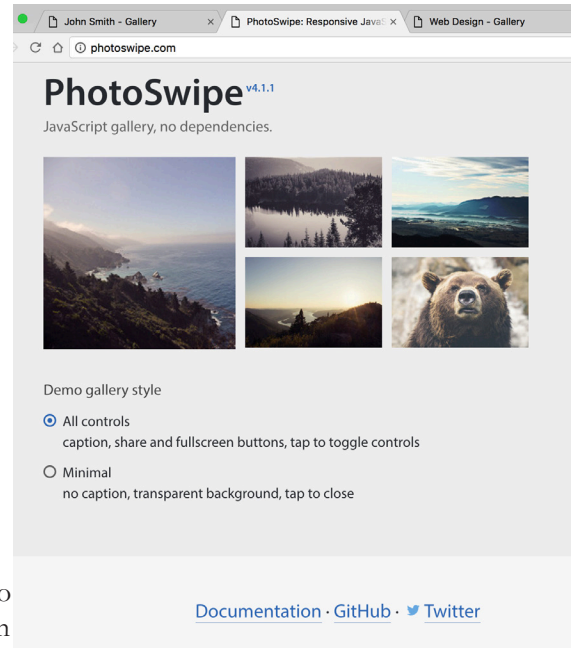 John Smith - Gallery
PhotoSwipe: Responsive JavaS
Web Design - Gallery
photoswipe.com
PhotoSwipe v4.1.1
JavaScript gallery, no dependencies.
Demo gallery style
All controls
caption, share and fullscreen buttons, tap to toggle controls
Minimal
no caption, transparent background, tap to close
Documentation · GitHub · Twitter